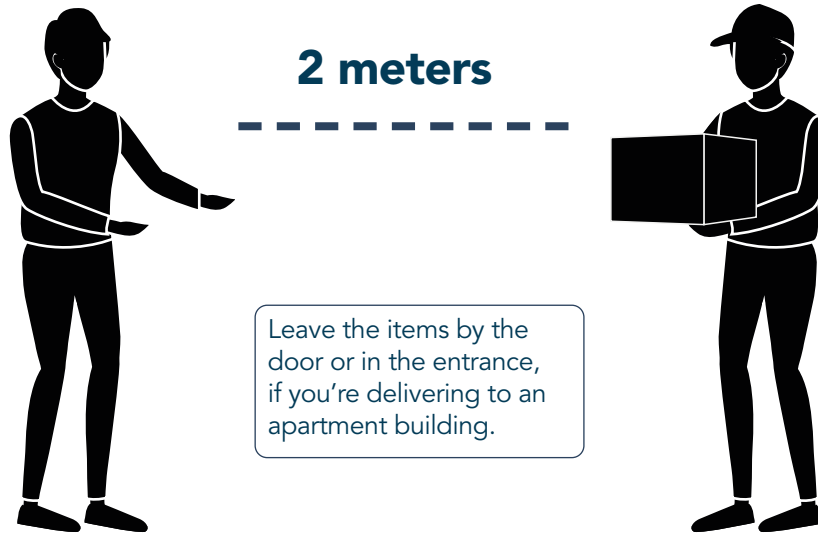 2 meters
Leave the items by the
door or in the entrance,
if you’re delivering to an
apartment building.